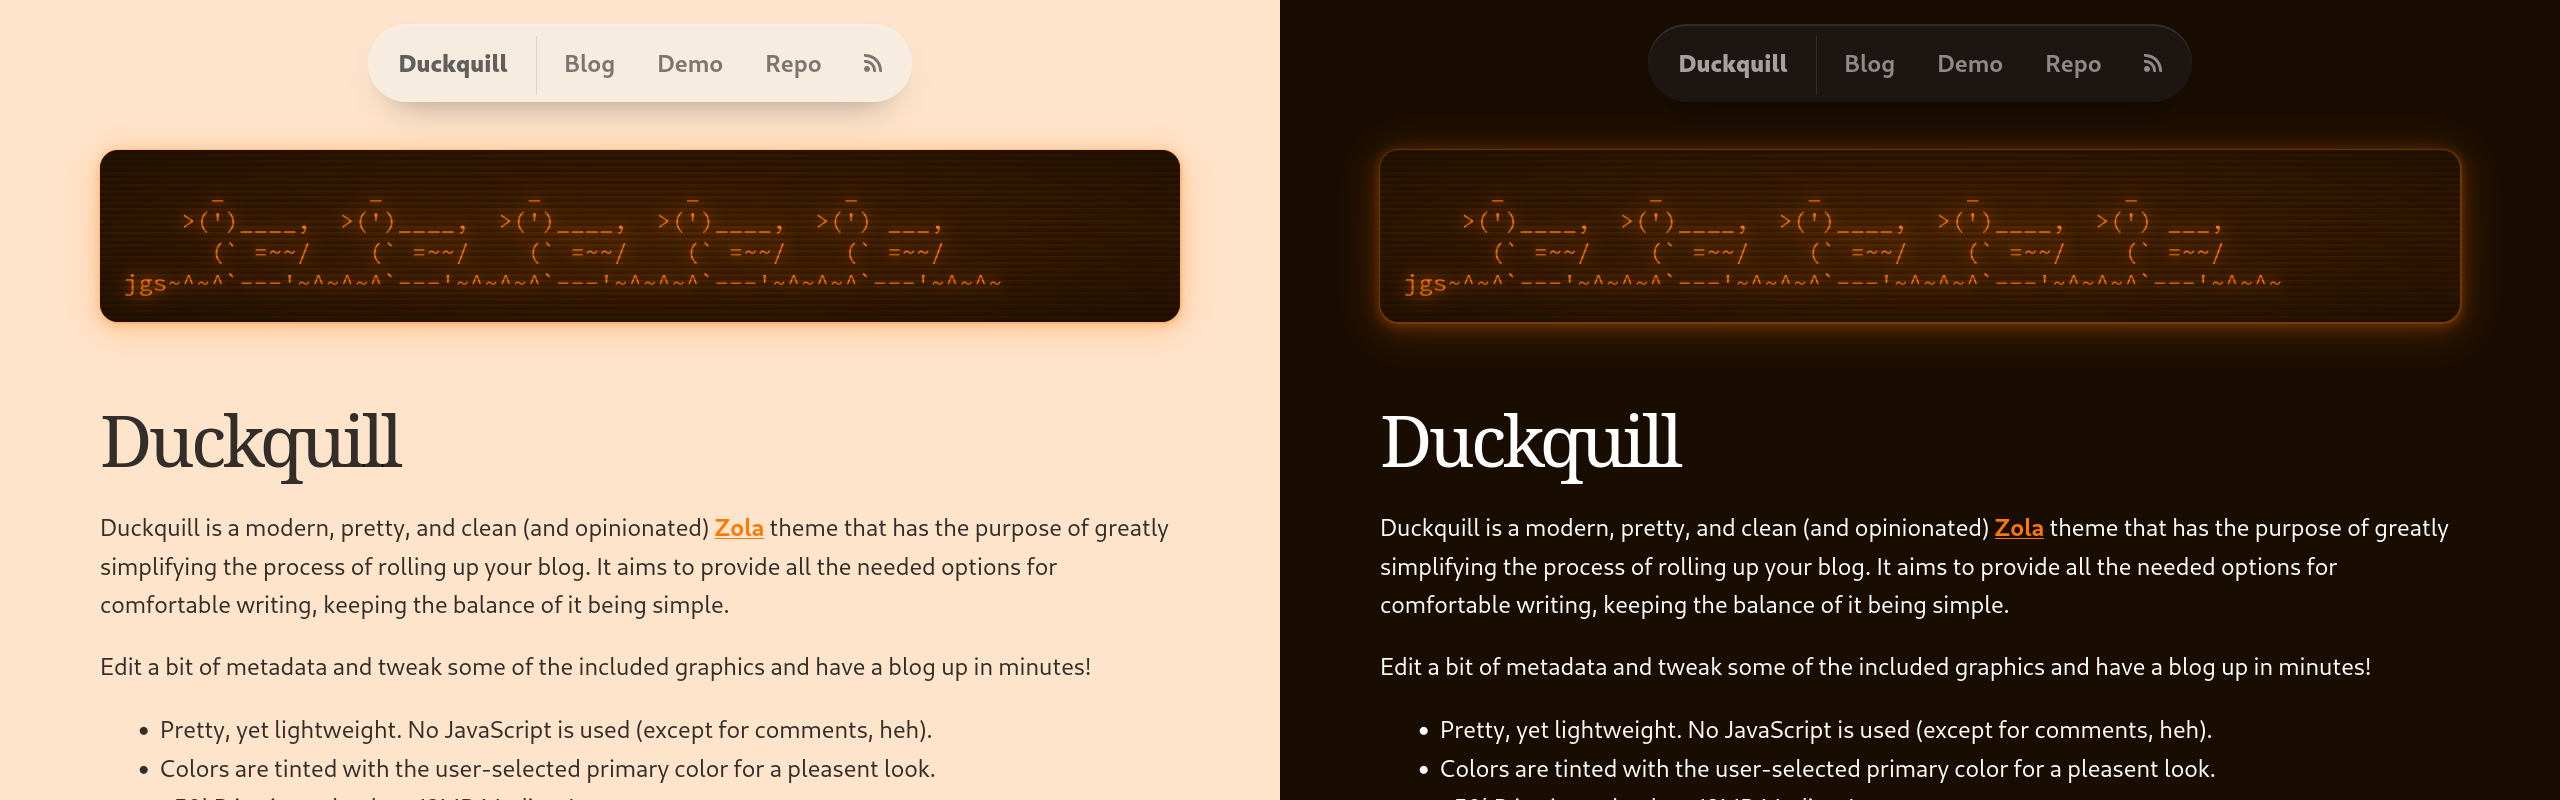 Duckquill Blog Demo Repo
   _          _          _          _          _
 >(')____,  >(')____,  >(')____,  >(')____,  >(') ___,
   (` =~~/    (` =~~/    (` =~~/    (` =~~/    (` =~~/
jgs~^~^`---'~^~^~^`---'~^~^~^`---'~^~^~^`---'~^~^~^`---'~^~^~
Duckquill
Duckquill is a modern, pretty, and clean (and opinionated) Zola theme that has the purpose of greatly
simplifying the process of rolling up your blog. It aims to provide all the needed options for
comfortable writing, keeping the balance of it being simple.
Edit a bit of metadata and tweak some of the included graphics and have a blog up in minutes!
• Pretty, yet lightweight. No JavaScript is used (except for comments, heh).
• Colors are tinted with the user-selected primary color for a pleasent look.
Duckquill Blog Demo Repo
   _          _          _          _          _
 >(')____,  >(')____,  >(')____,  >(')____,  >(') ___,
   (` =~~/    (` =~~/    (` =~~/    (` =~~/    (` =~~/
jgs~^~^`---'~^~^~^`---'~^~^~^`---'~^~^~^`---'~^~^~^`---'~^~^~
Duckquill
Duckquill is a modern, pretty, and clean (and opinionated) Zola theme that has the purpose of greatly
simplifying the process of rolling up your blog. It aims to provide all the needed options for
comfortable writing, keeping the balance of it being simple.
Edit a bit of metadata and tweak some of the included graphics and have a blog up in minutes!
• Pretty, yet lightweight. No JavaScript is used (except for comments, heh).
• Colors are tinted with the user-selected primary color for a pleasent look.